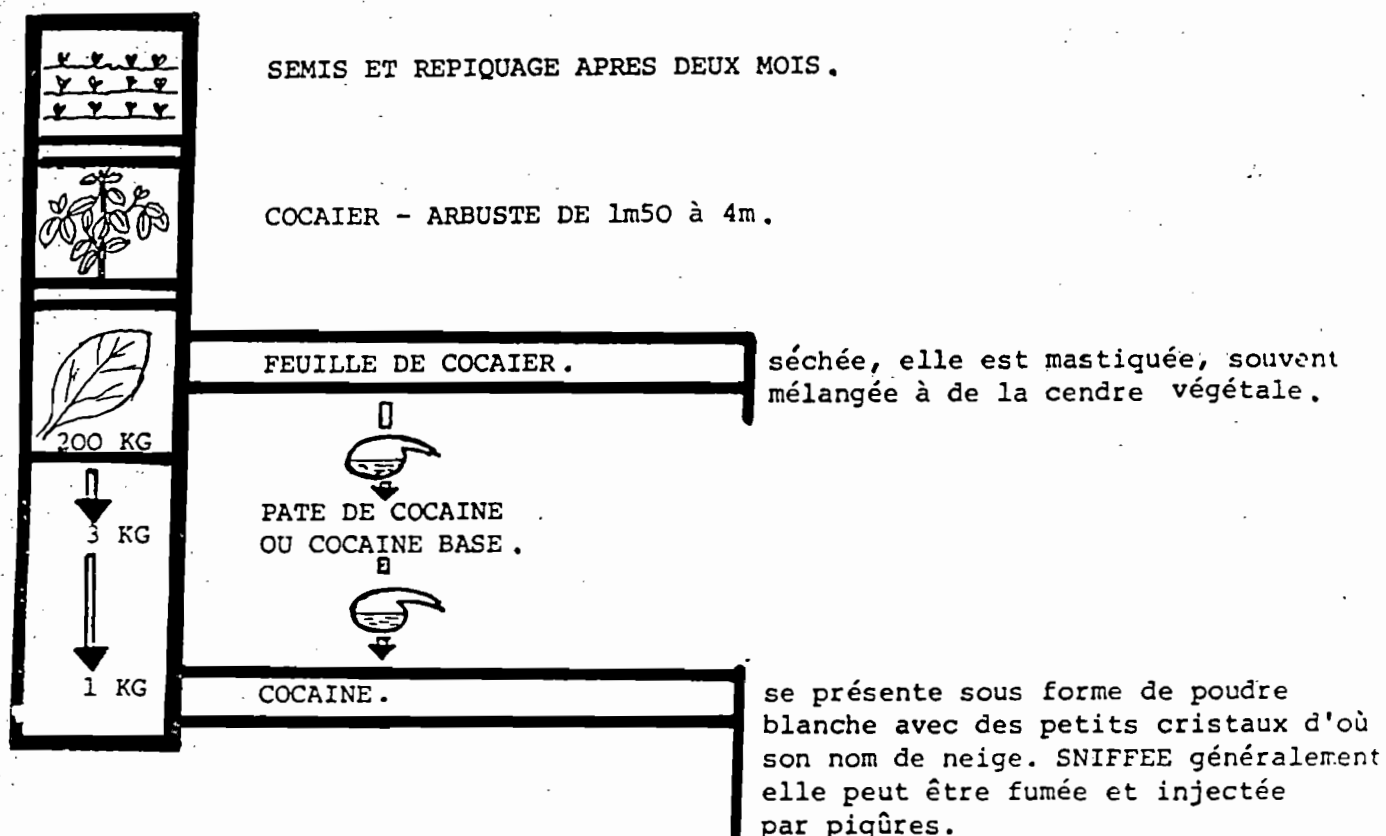 SEMIS ET REPIQUAGE APRES DEUX MOIS.
COCAIER - ARBUSTE DE 1m50 à 4m.
FEUILLE DE COCAIER.
séchée, elle est mastiquée, souvent
mélangée à de la cendre végétale.
200 KG
3 KG
PATE DE COCAINE
OU COCAINE BASE.
1 KG
COCAINE.
se présente sous forme de poudre
blanche avec des petits cristaux d'où
son nom de neige. SNIFFEE généralement
elle peut être fumée et injectée
par piqûres.